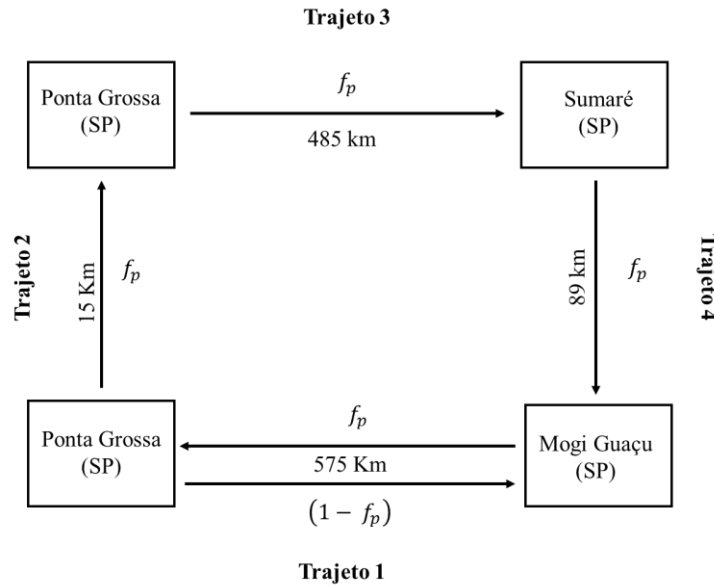 Trajeto 3
Ponta Grossa
(SP)
f_p
485 km
Sumaré
(SP)
Trajeto 2
15 Km
f_p
89 km
f_p
Trajeto 4
Ponta Grossa
(SP)
f_p
575 Km
(1 − f_p)
Mogi Guaçu
(SP)
Trajeto 1